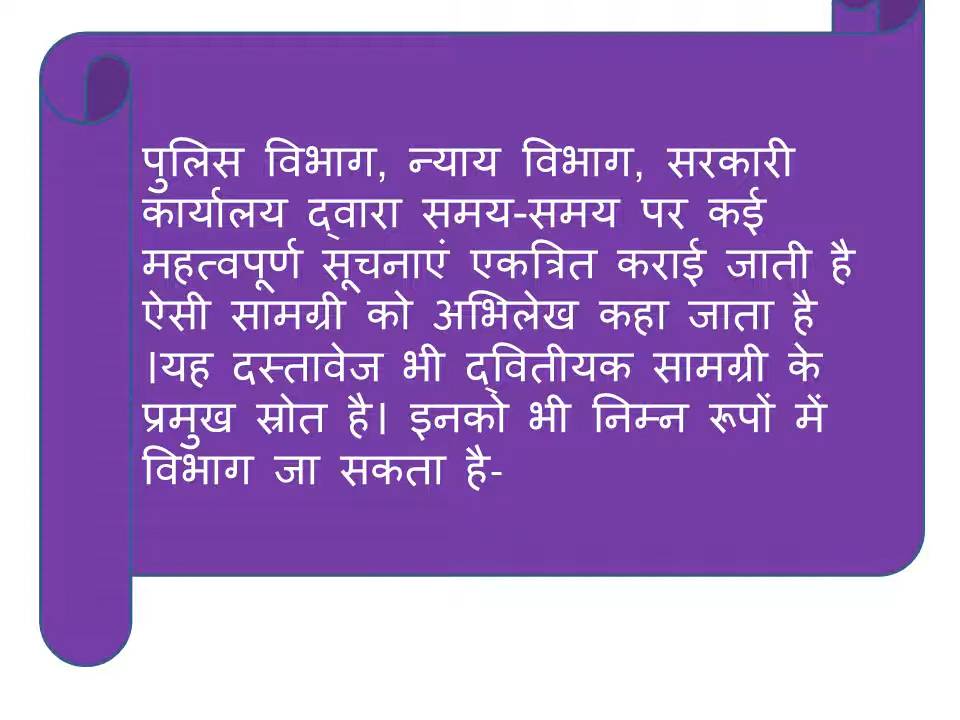 पुलिस विभाग, न्याय विभाग, सरकारी
कार्यालय द्वारा समय-समय पर कई
महत्वपूर्ण सूचनाएं एकत्रित कराई जाती है
ऐसी सामग्री को अभिलेख कहा जाता है
।यह दस्तावेज भी द्वितीयक सामग्री के
प्रमुख स्रोत है। इनको भी निम्न रूपों में
विभाग जा सकता है-